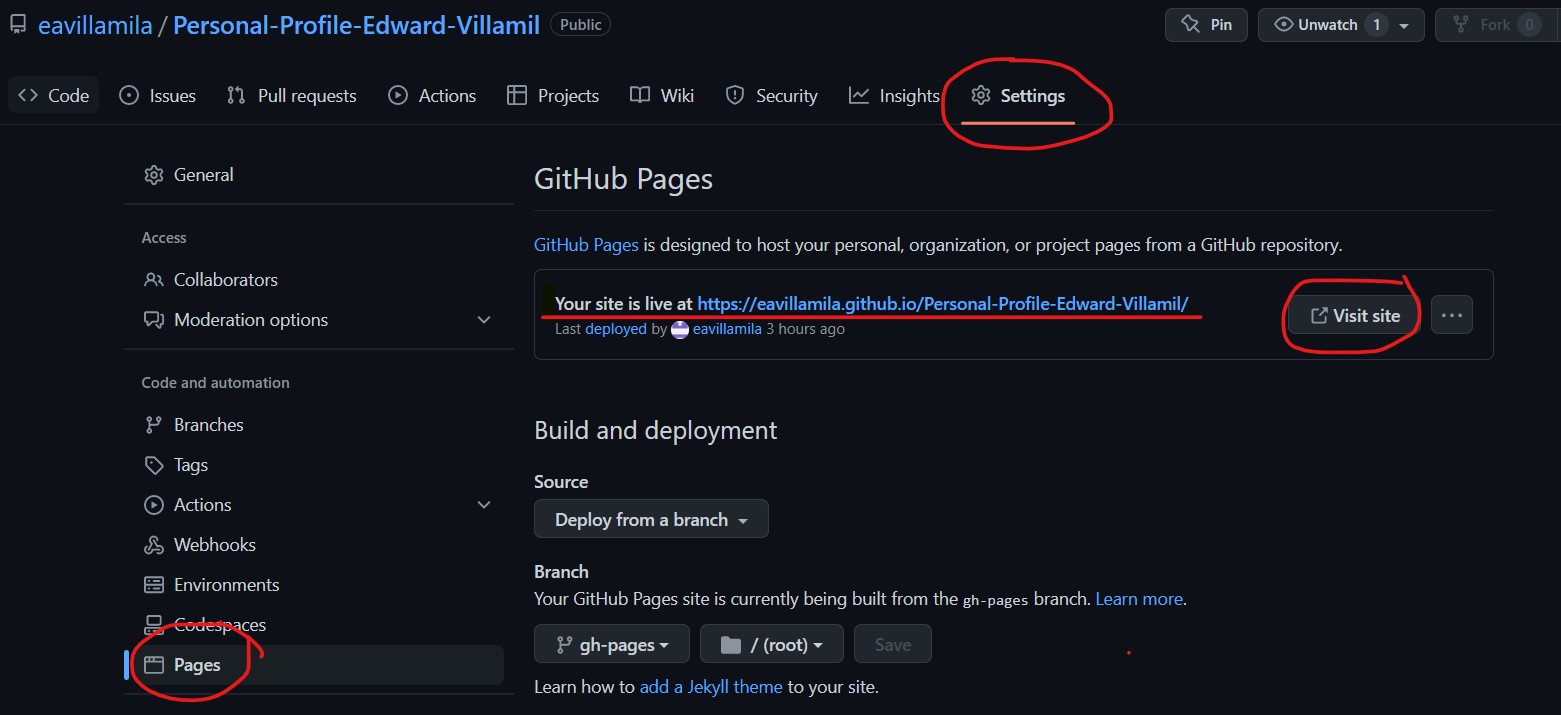 eavillamila / Personal-Profile-Edward-Villamil Public
Pin Unwatch 1 Fork 0
Code Issues Pull requests Actions Projects Wiki Security Insights Settings
General
Access
Collaborators
Moderation options
Code and automation
Branches
Tags
Actions
Webhooks
Environments
Codespaces
Pages
GitHub Pages
GitHub Pages is designed to host your personal, organization, or project pages from a GitHub repository.
Your site is live at https://eavillamila.github.io/Personal-Profile-Edward-Villamil/
Last deployed by eavillamila 3 hours ago
Visit site
Build and deployment
Source
Deploy from a branch
Branch
Your GitHub Pages site is currently being built from the gh-pages branch. Learn more.
gh-pages / (root) Save
Learn how to add a Jekyll theme to your site.